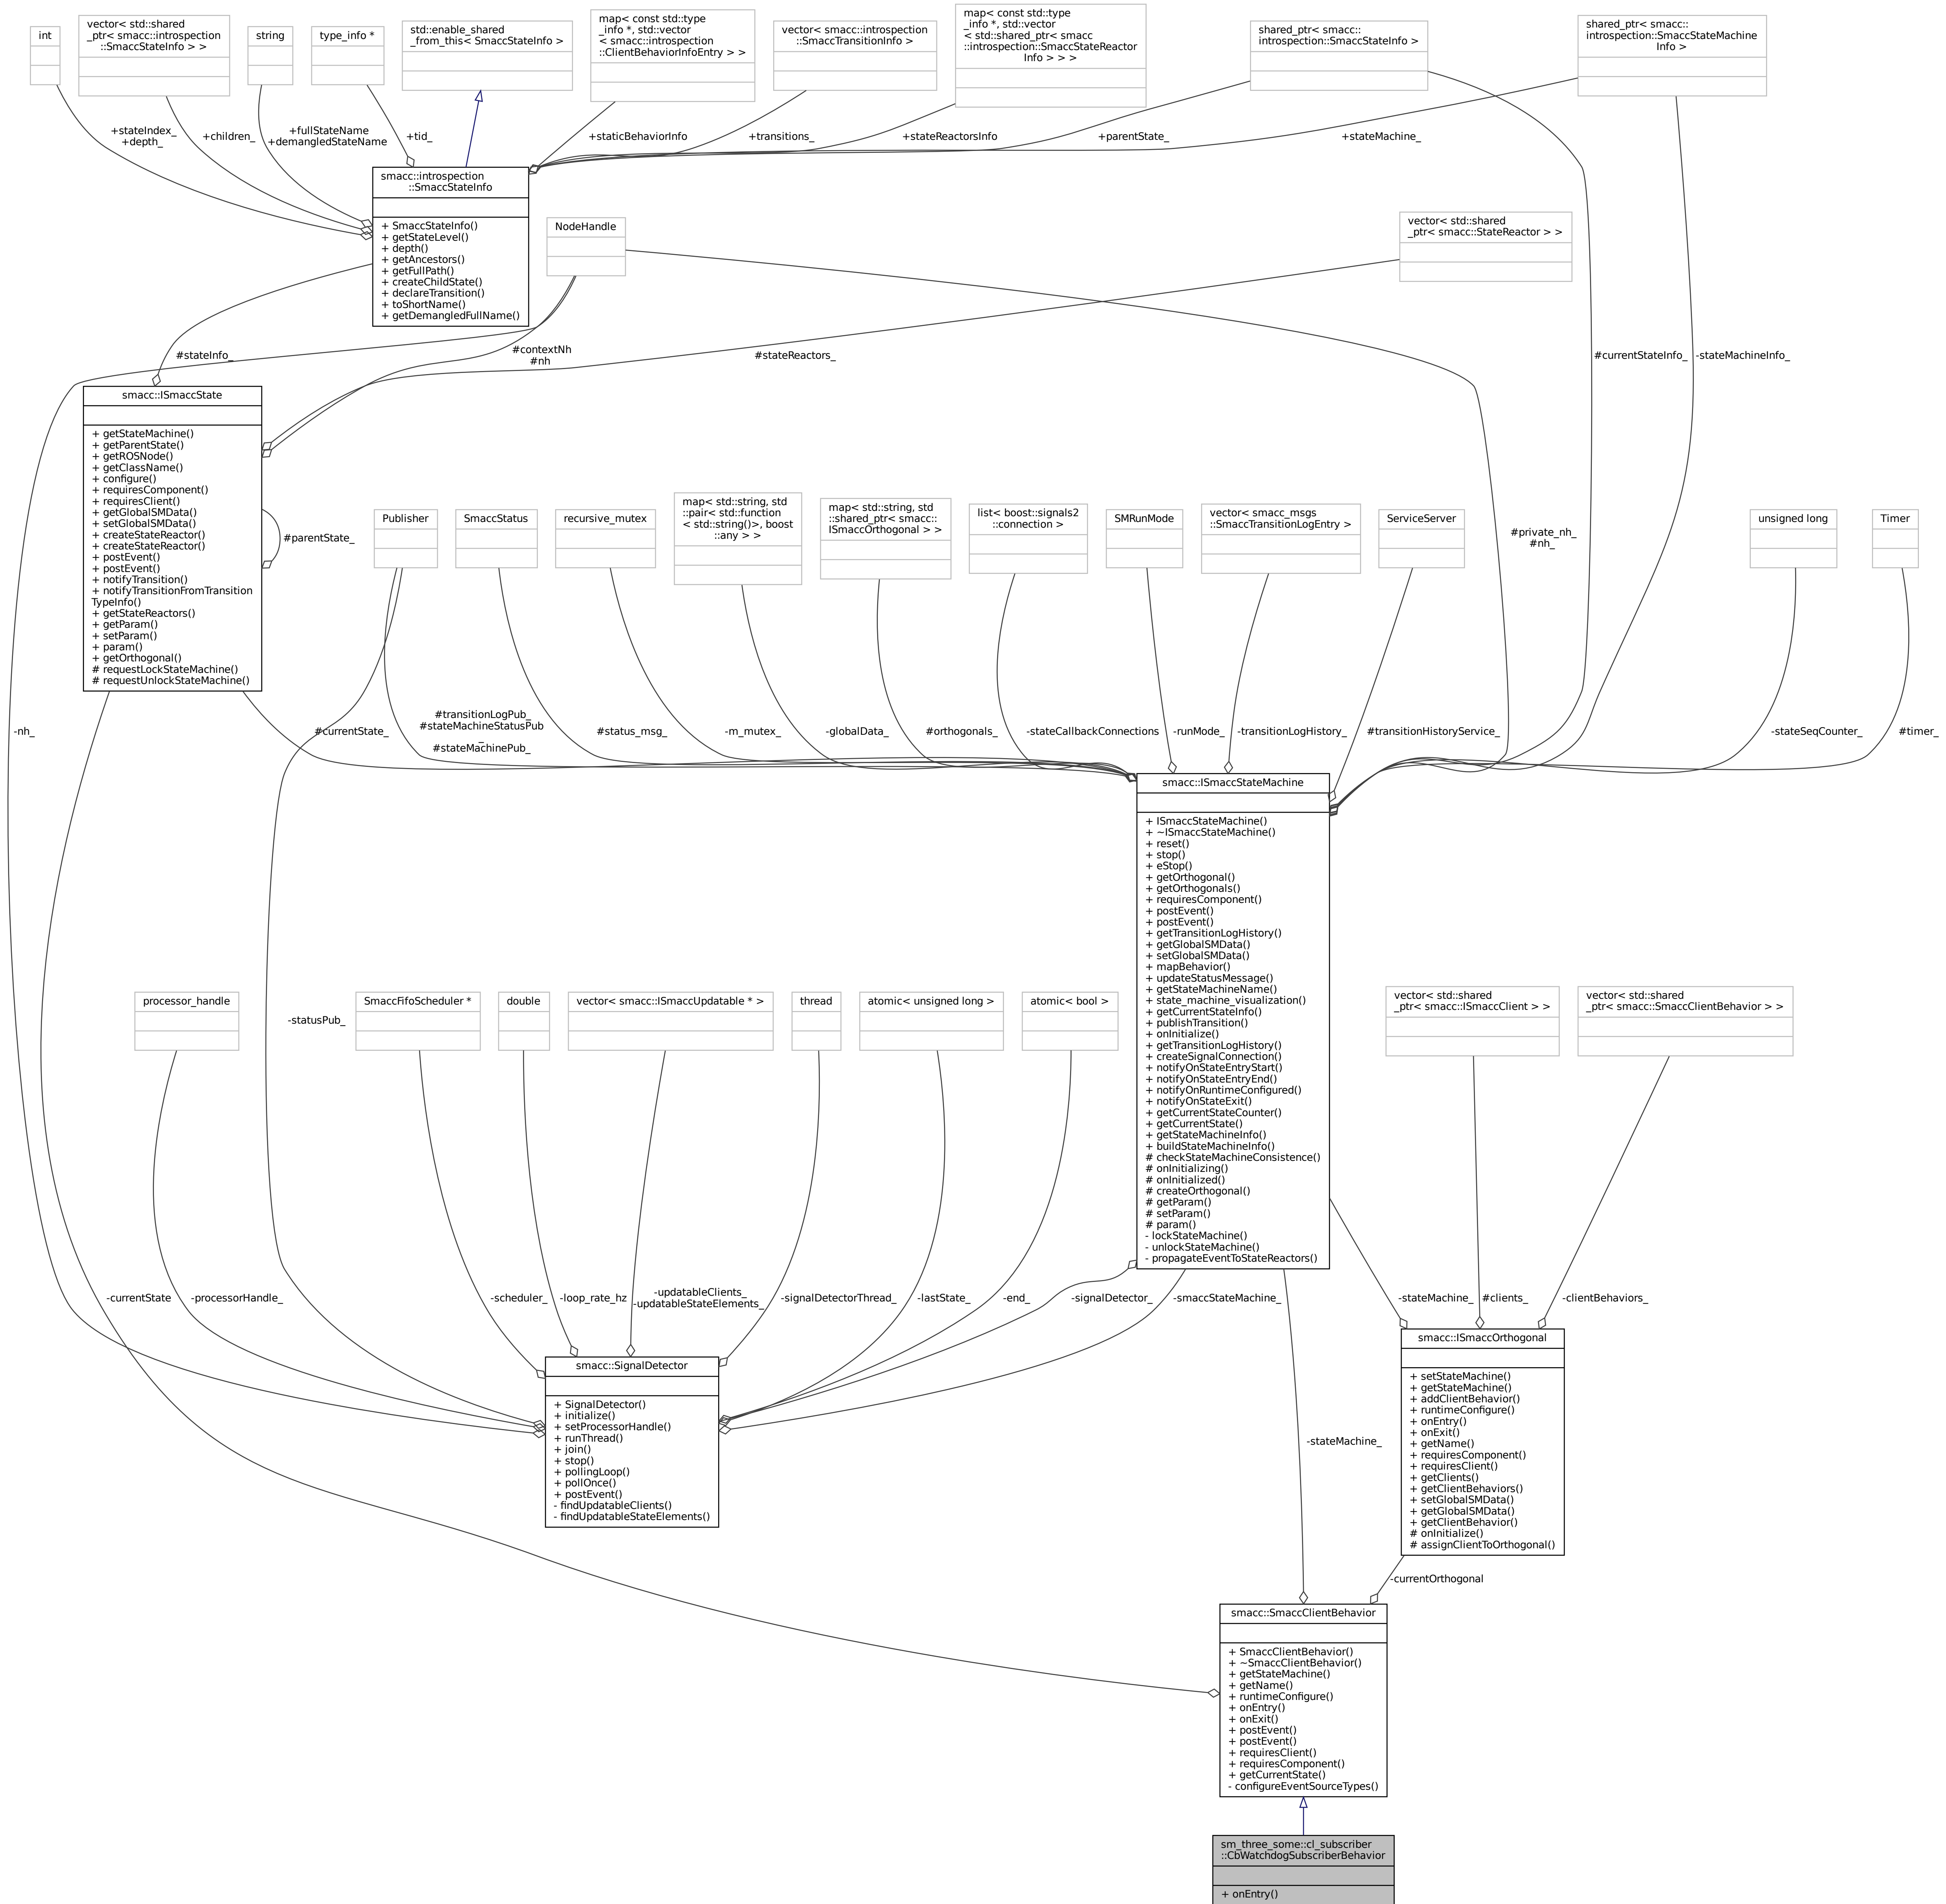 int
vector< std::shared
_ptr< smacc::introspection
::SmaccStateInfo > >
string
type_info *
std::enable_shared
_from_this< SmaccStateInfo >
map< const std::type
_info *, std::vector
< smacc::introspection
::ClientBehaviorInfoEntry > >
vector< smacc::introspection
::SmaccTransitionInfo >
map< const std::type
_info *, std::vector
< std::shared_ptr< smacc
::introspection::SmaccStateReactor
Info > > >
shared_ptr< smacc::
introspection::SmaccStateInfo >
shared_ptr< smacc::
introspection::SmaccStateMachine
Info >
+stateIndex_
+depth_
+children_
+fullStateName
+demangledStateName
+tid_
+staticBehaviorInfo
+transitions_
+stateReactorsInfo
+parentState_
+stateMachine_
smacc::introspection
::SmaccStateInfo
+ SmaccStateInfo()
+ getStateLevel()
+ depth()
+ getAncestors()
+ getFullPath()
+ createChildState()
+ declareTransition()
+ toShortName()
+ getDemangledFullName()
NodeHandle
vector< std::shared
_ptr< smacc::StateReactor > >
#stateInfo_
#contextNh
#nh
#stateReactors_
#currentStateInfo_
-stateMachineInfo_
smacc::ISmaccState
+ getStateMachine()
+ getParentState()
+ getROSNode()
+ getClassName()
+ configure()
+ requiresComponent()
+ requiresClient()
+ getGlobalSMData()
+ setGlobalSMData()
+ createStateReactor()
+ createStateReactor()
+ postEvent()
+ postEvent()
+ notifyTransition()
+ notifyTransitionFromTransition
TypeInfo()
+ getStateReactors()
+ getParam()
+ setParam()
+ param()
+ getOrthogonal()
# requestLockStateMachine()
# requestUnlockStateMachine()
#parentState_
Publisher
SmaccStatus
recursive_mutex
map< std::string, std
::pair< std::function
< std::string()>, boost
::any > >
map< std::string, std
::shared_ptr< smacc::
ISmaccOrthogonal > >
list< boost::signals2
::connection >
SMRunMode
vector< smacc_msgs
::SmaccTransitionLogEntry >
ServiceServer
#private_nh_
#nh_
unsigned long
Timer
-nh_
#currentState_
#transitionLogPub_
#stateMachineStatusPub
_
#stateMachinePub_
#status_msg_
-m_mutex_
-globalData_
#orthogonals_
-stateCallbackConnections
-runMode_
-transitionLogHistory_
#transitionHistoryService_
-stateSeqCounter_
#timer_
smacc::ISmaccStateMachine
+ ISmaccStateMachine()
+ ~ISmaccStateMachine()
+ reset()
+ stop()
+ eStop()
+ getOrthogonal()
+ getOrthogonals()
+ requiresComponent()
+ postEvent()
+ postEvent()
+ getTransitionLogHistory()
+ getGlobalSMData()
+ setGlobalSMData()
+ mapBehavior()
+ updateStatusMessage()
+ getStateMachineName()
+ state_machine_visualization()
+ getCurrentStateInfo()
+ publishTransition()
+ onInitialize()
+ getTransitionLogHistory()
+ createSignalConnection()
+ notifyOnStateEntryStart()
+ notifyOnStateEntryEnd()
+ notifyOnRuntimeConfigured()
+ notifyOnStateExit()
+ getCurrentStateCounter()
+ getCurrentState()
+ getStateMachineInfo()
+ buildStateMachineInfo()
# checkStateMachineConsistence()
# onInitializing()
# onInitialized()
# createOrthogonal()
# getParam()
# setParam()
# param()
- lockStateMachine()
- unlockStateMachine()
- propagateEventToStateReactors()
processor_handle
-statusPub_
SmaccFifoScheduler *
double
vector< smacc::ISmaccUpdatable * >
thread
atomic< unsigned long >
atomic< bool >
vector< std::shared
_ptr< smacc::ISmaccClient > >
vector< std::shared
_ptr< smacc::SmaccClientBehavior > >
-currentState
-processorHandle_
-scheduler_
-loop_rate_hz
-updatableClients_
-updatableStateElements_
-signalDetectorThread_
-lastState_
-end_
-signalDetector_
-smaccStateMachine_
-stateMachine_
#clients_
-clientBehaviors_
smacc::SignalDetector
+ SignalDetector()
+ initialize()
+ setProcessorHandle()
+ runThread()
+ join()
+ stop()
+ pollingLoop()
+ pollOnce()
+ postEvent()
- findUpdatableClients()
- findUpdatableStateElements()
-stateMachine_
smacc::ISmaccOrthogonal
+ setStateMachine()
+ getStateMachine()
+ addClientBehavior()
+ runtimeConfigure()
+ onEntry()
+ onExit()
+ getName()
+ requiresComponent()
+ requiresClient()
+ getClients()
+ getClientBehaviors()
+ setGlobalSMData()
+ getGlobalSMData()
+ getClientBehavior()
# onInitialize()
# assignClientToOrthogonal()
-currentOrthogonal
smacc::SmaccClientBehavior
+ SmaccClientBehavior()
+ ~SmaccClientBehavior()
+ getStateMachine()
+ getName()
+ runtimeConfigure()
+ onEntry()
+ onExit()
+ postEvent()
+ postEvent()
+ requiresClient()
+ requiresComponent()
+ getCurrentState()
- configureEventSourceTypes()
sm_three_some::cl_subscriber
::CbWatchdogSubscriberBehavior
+ onEntry()